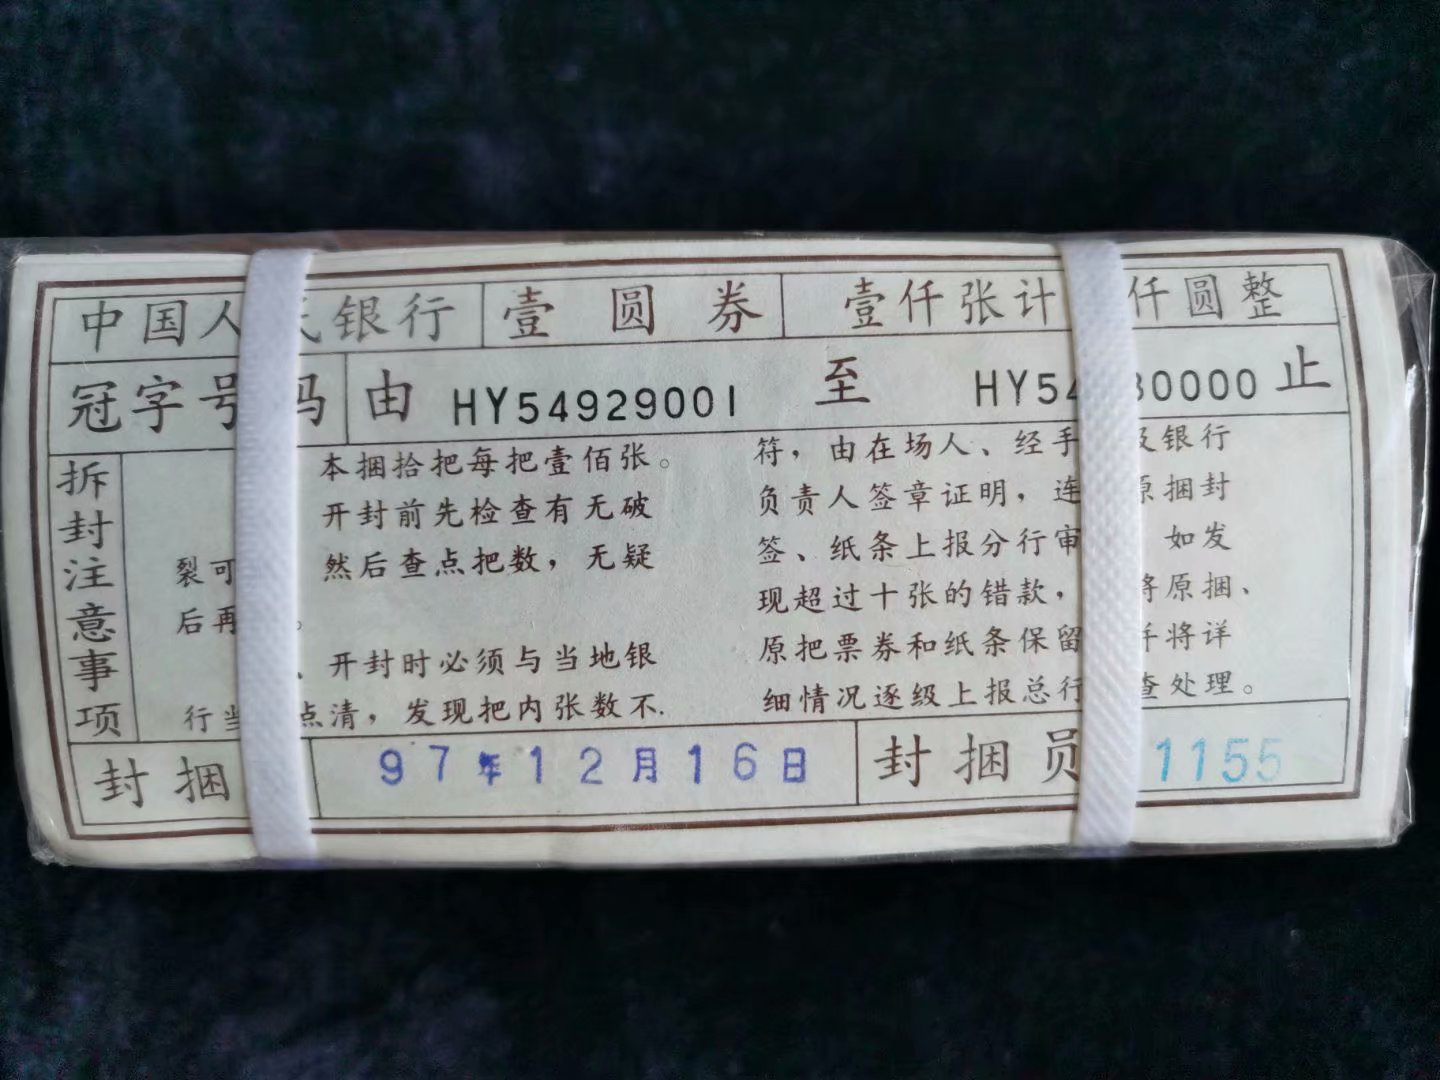 中国人民银行 壹圆券 壹仟张计 仟圆整
冠字号码 由 HY54929001 至 HY54 30000 止
拆封注意事项
本捆拾把每把壹佰张。
开封前先检查有无破
裂可 然后查点把数，无疑
后再 。
、开封时必须与当地银
行当 点清，发现把内张数不
符，由在场人、经手 及银行
负责人签章证明，连 原捆封
签、纸条上报分行审 如发
现超过十张的错款， 将原捆、
原把票券和纸条保留 并将详
细情况逐级上报总行 查处理。
封捆 97年12月16日 封捆员 1155